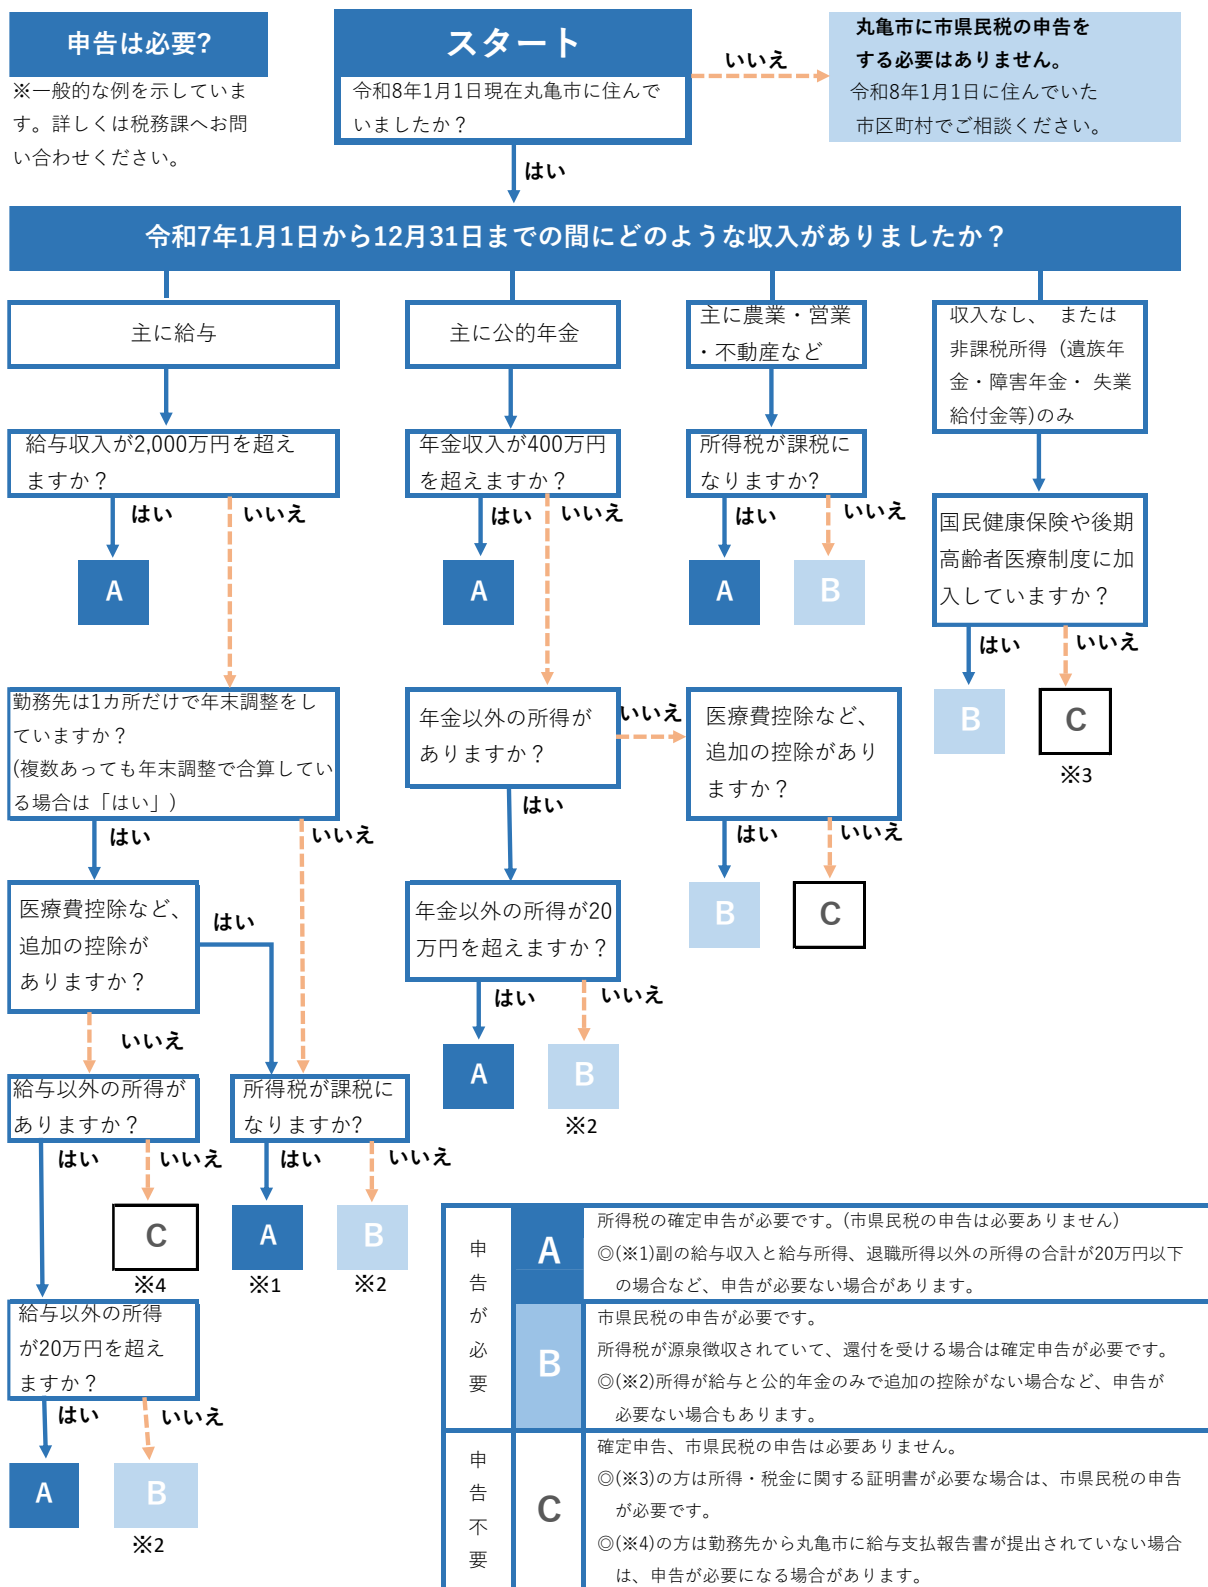 申告は必要?
※一般的な例を示していま
す。詳しくは税務課へお問
い合わせください。
スタート
令和8年1月1日現在丸亀市に住んで
いましたか？
いいえ
丸亀市に市県民税の申告を
する必要はありません。
令和8年1月1日に住んでいた
市区町村でご相談ください。
はい
令和7年1月1日から12月31日までの間にどのような収入がありましたか？
主に給与
給与収入が2,000万円を超え
ますか？
はい
いいえ
A
勤務先は1カ所だけで年末調整をし
ていますか？
(複数あっても年末調整で合算してい
る場合は「はい」)
はい
いいえ
医療費控除など、
追加の控除が
ありますか？
はい
いいえ
給与以外の所得が
ありますか？
はい
いいえ
C
※4
所得税が課税に
なりますか?
はい
いいえ
A
※1
B
※2
給与以外の所得
が20万円を超え
ますか？
はい
いいえ
A
B
※2
主に公的年金
年金収入が400万円
を超えますか？
はい
いいえ
A
年金以外の所得が
ありますか？
いいえ
はい
医療費控除など、
追加の控除があり
ますか？
はい
いいえ
B
C
年金以外の所得が20
万円を超えますか？
はい
いいえ
A
B
※2
主に農業・営業
・不動産など
所得税が課税に
なりますか?
はい
いいえ
A
B
収入なし、 または
非課税所得（遺族年
金・障害年金・ 失業
給付金等)のみ
国民健康保険や後期
高齢者医療制度に加
入していますか？
はい
いいえ
B
C
※3
申告が必要
A
所得税の確定申告が必要です。(市県民税の申告は必要ありません)
◎(※1)副の給与収入と給与所得、退職所得以外の所得の合計が20万円以下
の場合など、申告が必要ない場合があります。
B
市県民税の申告が必要です。
所得税が源泉徴収されていて、還付を受ける場合は確定申告が必要です。
◎(※2)所得が給与と公的年金のみで追加の控除がない場合など、申告が
必要ない場合もあります。
申告不要
C
確定申告、市県民税の申告は必要ありません。
◎(※3)の方は所得・税金に関する証明書が必要な場合は、市県民税の申告
が必要です。
◎(※4)の方は勤務先から丸亀市に給与支払報告書が提出されていない場合
は、申告が必要になる場合があります。